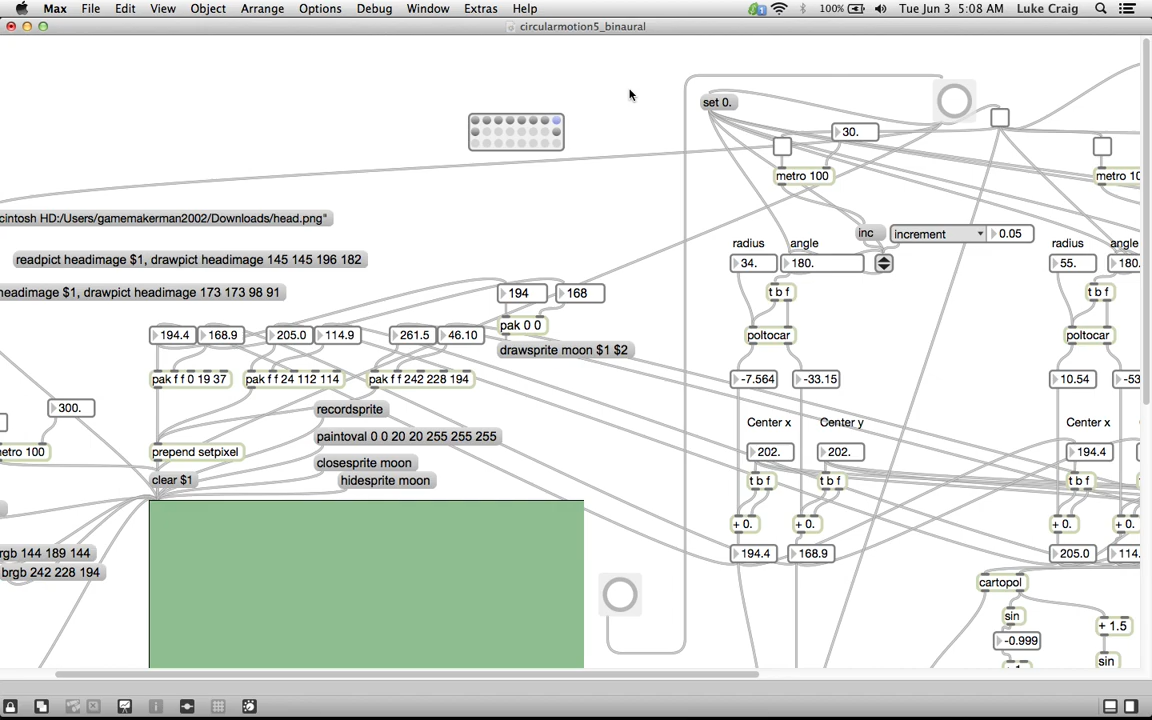 Max File Edit View Object Arrange Options Debug Window Extras Help 1 100% Tue Jun 3 5:08 AM Luke Craig
circularmotion5_binaural
set 0.
30.
metro 100
metro 10
cintosh HD:/Users/gamemakerman2002/Downloads/head.png"
inc increment 0.05
radius angle radius angle
readpict headimage $1, drawpict headimage 145 145 196 182
34. 180. 55. 180.
headimage $1, drawpict headimage 173 173 98 91
194 168 t b f t b f
pak 0 0
194.4 168.9 205.0 114.9 261.5 46.10 poltocar poltocar
drawsprite moon $1 $2
pak f f 0 19 37 pak f f 24 112 114 pak f f 242 228 194 -7.564 -33.15 10.54 -53
300. recordsprite
Center x Center y Center x
paintoval 0 0 20 20 255 255 255
etro 100 prepend setpixel 202. 202. 194.4
closesprite moon
clear $1 hidesprite moon t b f t b f t b f
+ 0. + 0. + 0. + 0.
rgb 144 189 144 194.4 168.9 205.0 114.
brgb 242 228 194
cartopol
sin
+ 1.5
-0.999
sin